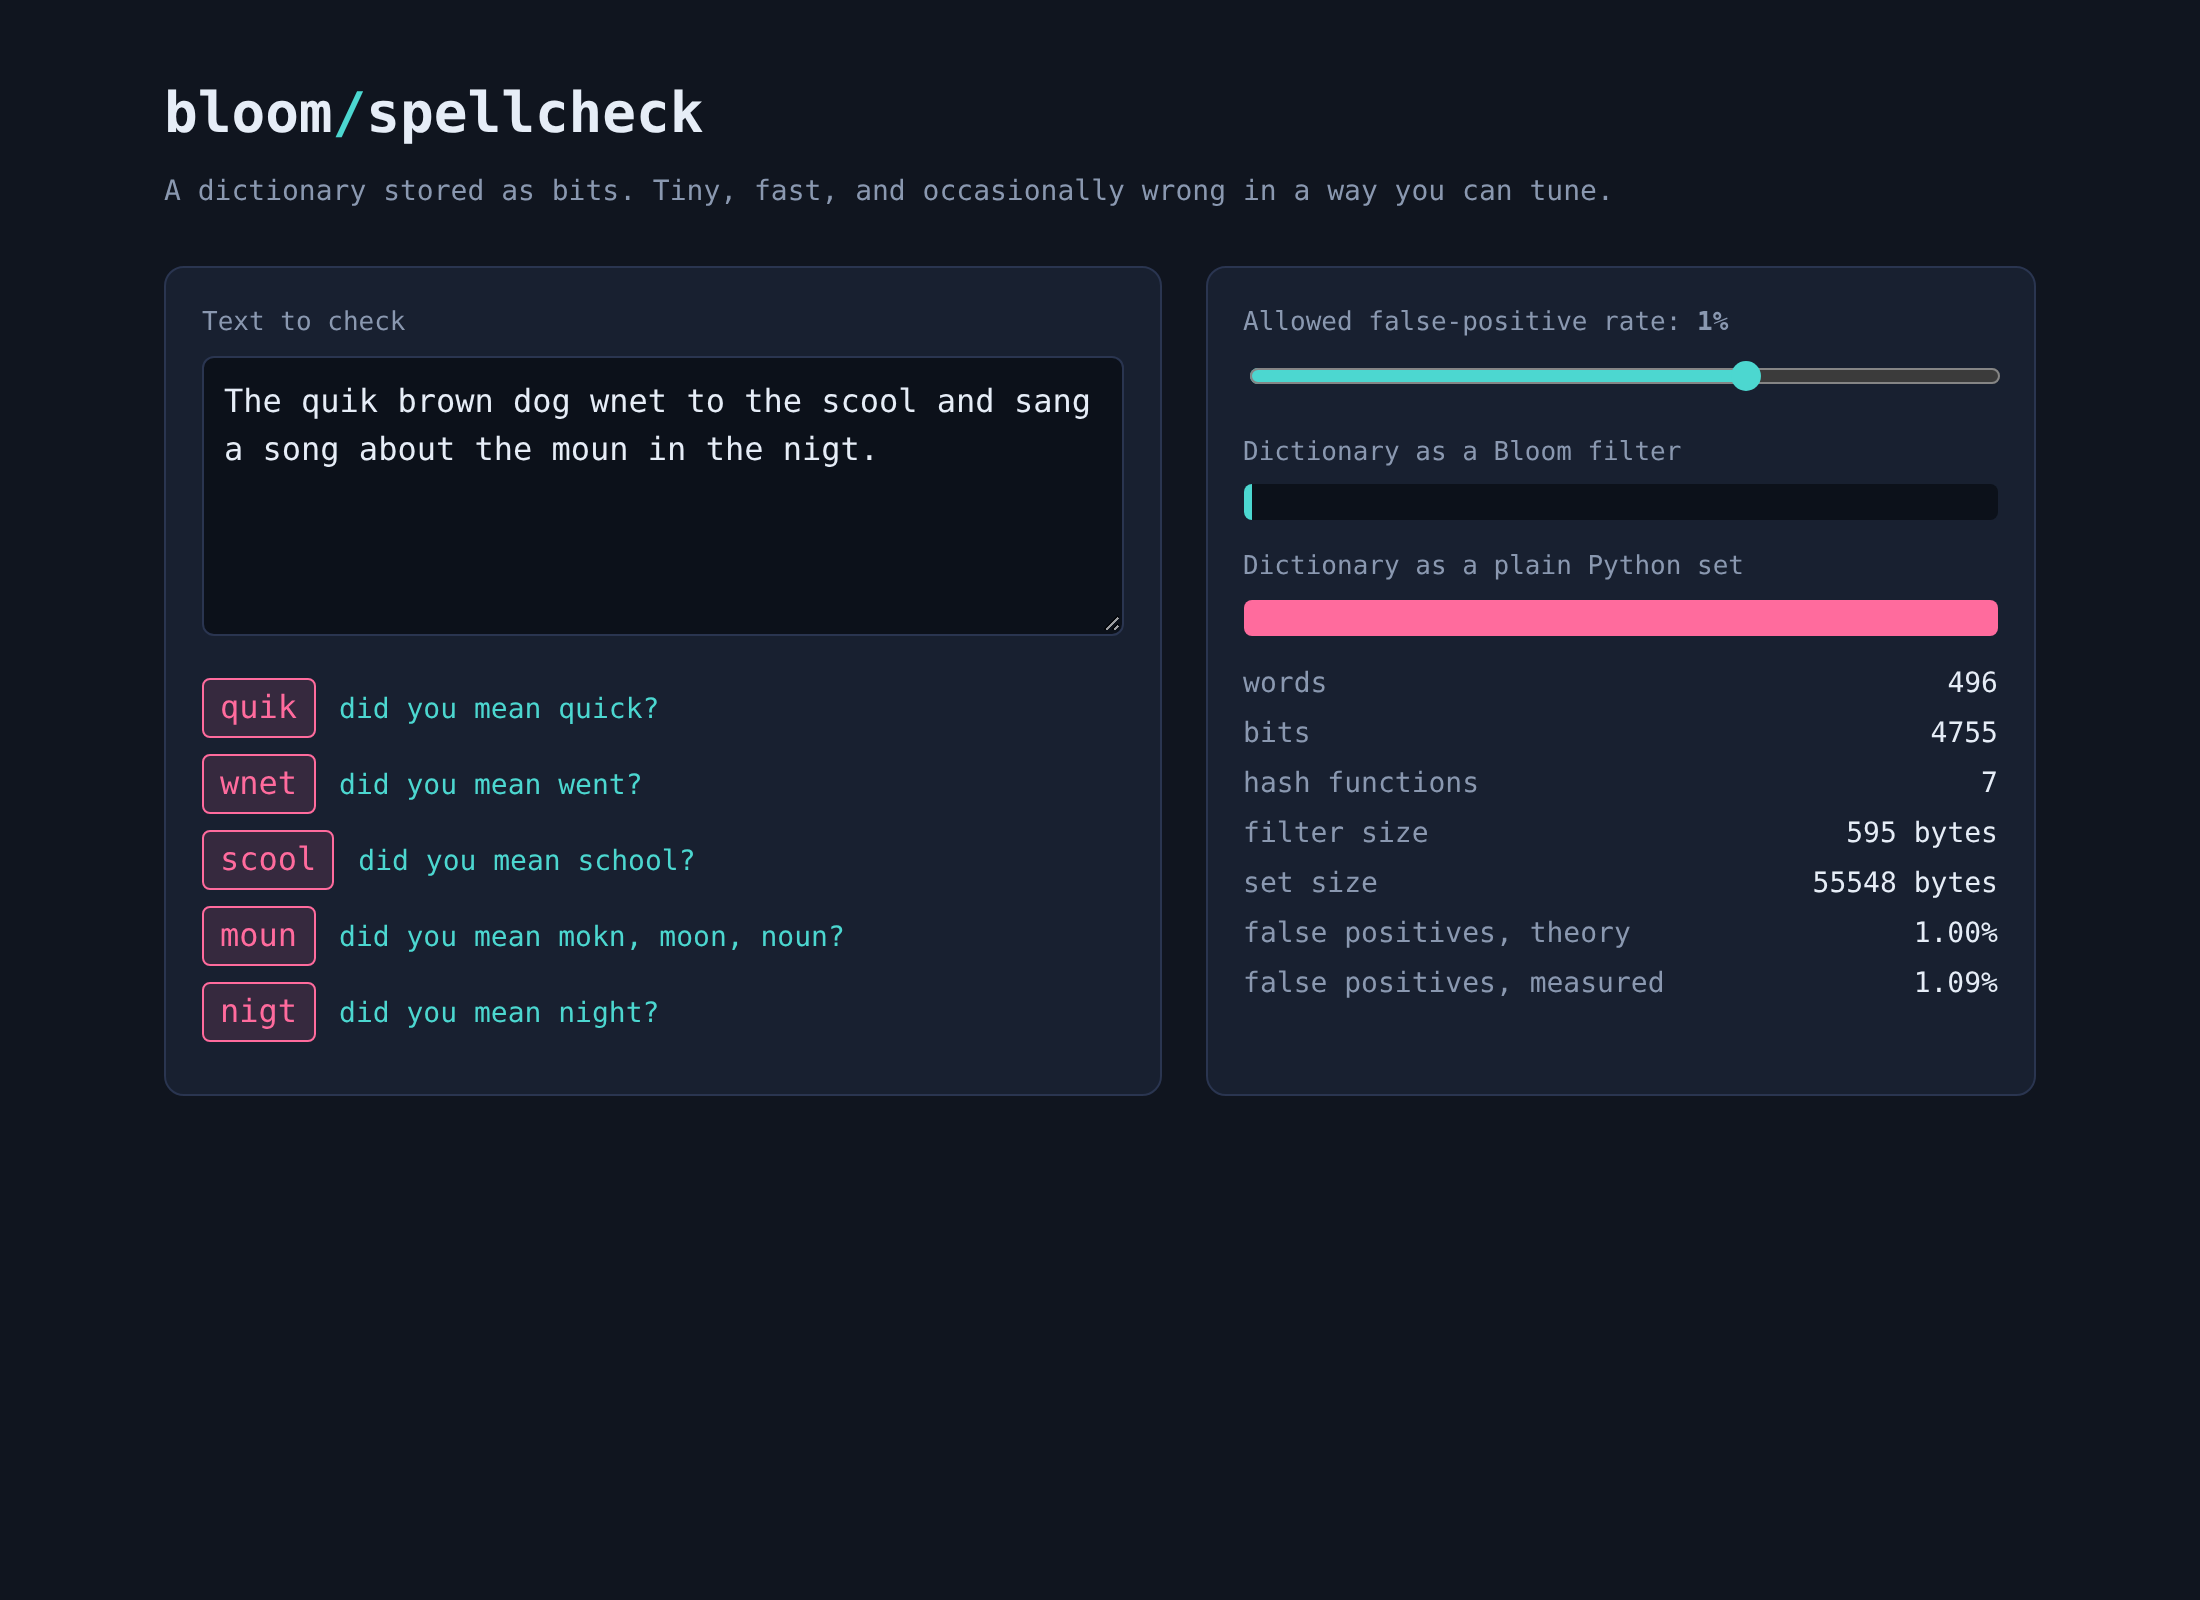 bloom/spellcheck
A dictionary stored as bits. Tiny, fast, and occasionally wrong in a way you can tune.
Text to check
The quik brown dog wnet to the scool and sang
a song about the moun in the nigt.
quik did you mean quick?
wnet did you mean went?
scool did you mean school?
moun did you mean mokn, moon, noun?
nigt did you mean night?
Allowed false-positive rate: 1%
Dictionary as a Bloom filter
Dictionary as a plain Python set
words 496
bits 4755
hash functions 7
filter size 595 bytes
set size 55548 bytes
false positives, theory 1.00%
false positives, measured 1.09%